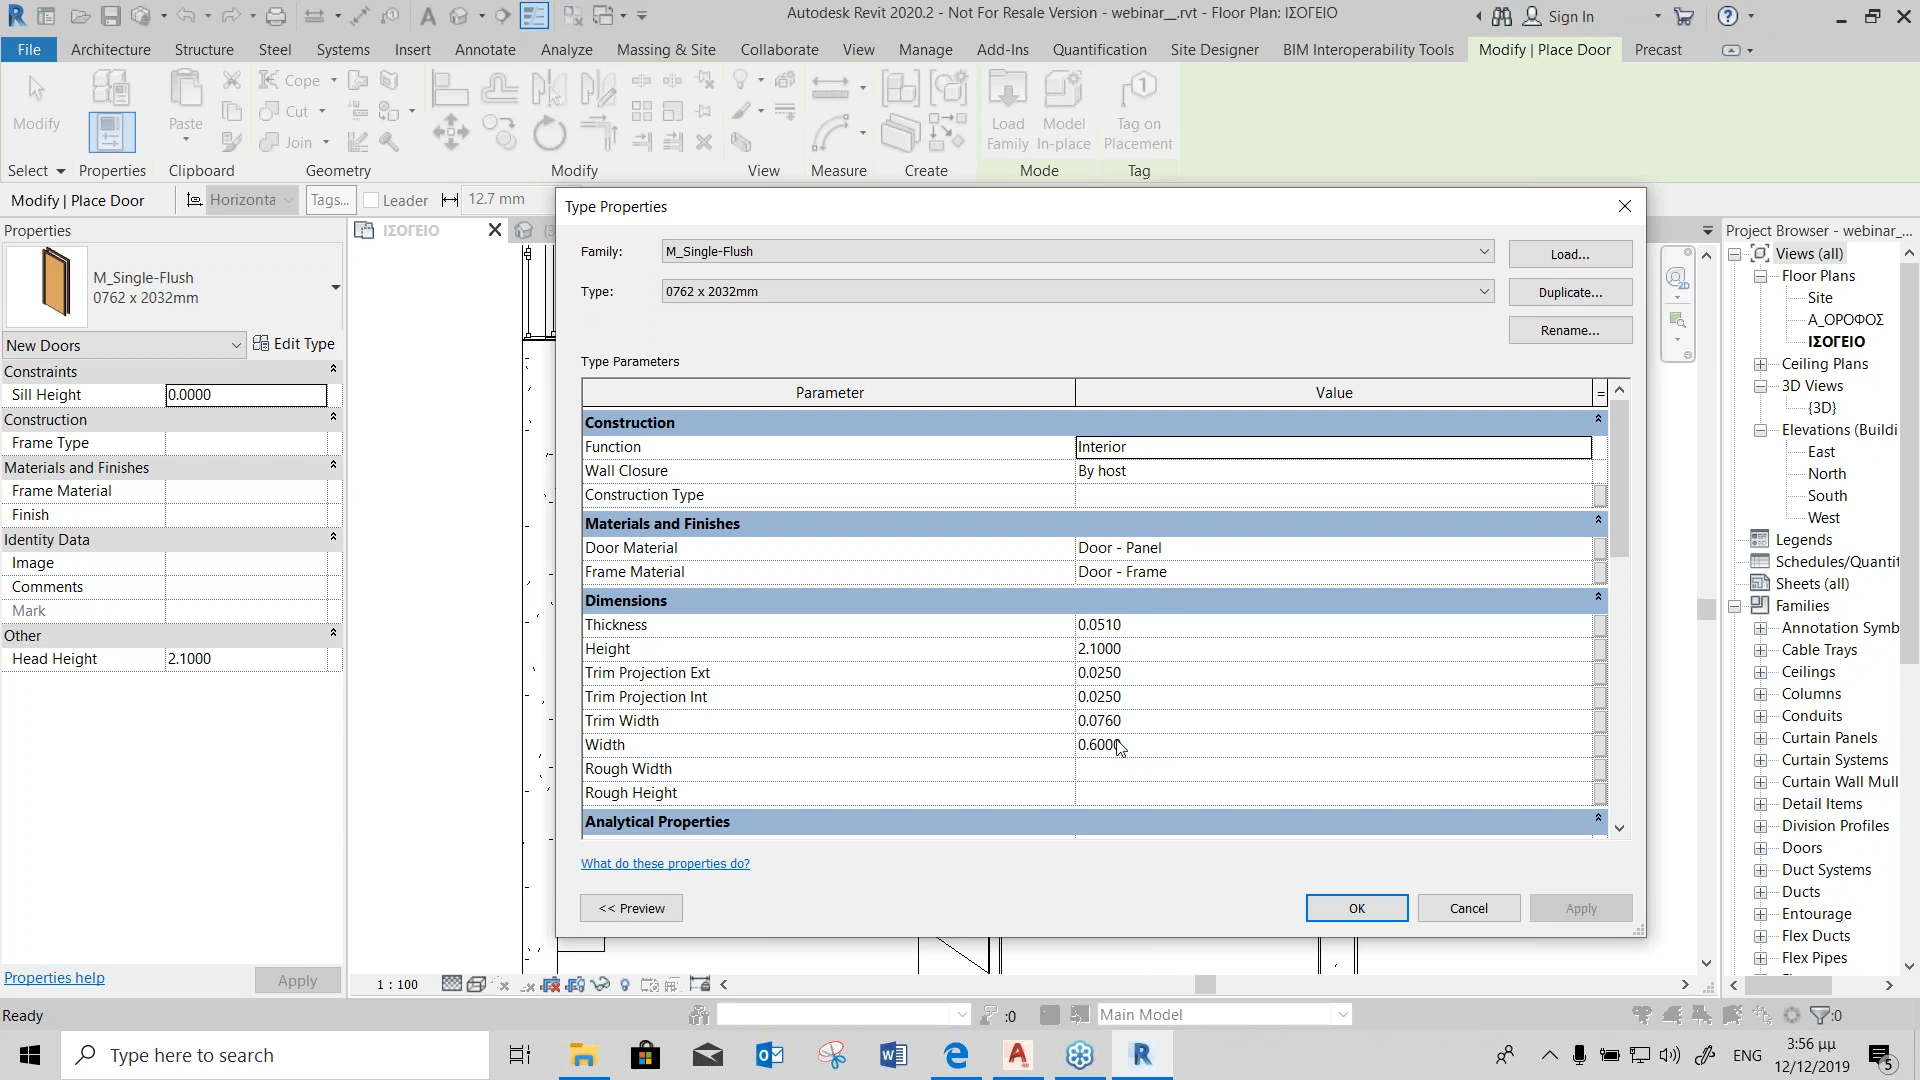 Autodesk Revit 2020.2 - Not For Resale Version - webinar__.rvt - Floor Plan: ΙΣΟΓΕΙΟ
Sign In
File
Architecture
Structure
Steel
Systems
Insert
Annotate
Analyze
Massing & Site
Collaborate
View
Manage
Add-Ins
Quantification
Site Designer
BIM Interoperability Tools
Modify | Place Door
Precast
Modify
Paste
Cope
Cut
Join
Load
Family
Model
In-place
Tag on
Placement
Select
Properties
Clipboard
Geometry
Modify
View
Measure
Create
Mode
Tag
Modify | Place Door
Horizonta
Tags...
Leader
12.7 mm
Properties
M_Single-Flush
0762 x 2032mm
New Doors
Edit Type
Constraints
Sill Height 0.0000
Construction
Frame Type
Materials and Finishes
Frame Material
Finish
Identity Data
Image
Comments
Mark
Other
Head Height 2.1000
Properties help
Apply
ΙΣΟΓΕΙΟ
Type Properties
Family: M_Single-Flush
Load...
Type: 0762 x 2032mm
Duplicate...
Rename...
Type Parameters
Parameter Value =
Construction
Function Interior
Wall Closure By host
Construction Type
Materials and Finishes
Door Material Door - Panel
Frame Material Door - Frame
Dimensions
Thickness 0.0510
Height 2.1000
Trim Projection Ext 0.0250
Trim Projection Int 0.0250
Trim Width 0.0760
Width 0.6000
Rough Width
Rough Height
Analytical Properties
What do these properties do?
<< Preview
OK
Cancel
Apply
Project Browser - webinar_...
Views (all)
Floor Plans
Site
Α_ΟΡΟΦΟΣ
ΙΣΟΓΕΙΟ
Ceiling Plans
3D Views
{3D}
Elevations (Buildi
East
North
South
West
Legends
Schedules/Quantit
Sheets (all)
Families
Annotation Symb
Cable Trays
Ceilings
Columns
Conduits
Curtain Panels
Curtain Systems
Curtain Wall Mull
Detail Items
Division Profiles
Doors
Duct Systems
Ducts
Entourage
Flex Ducts
Flex Pipes
1 : 100
Ready
:0
Main Model
:0
Type here to search
ENG
3:56 μμ
12/12/2019
5